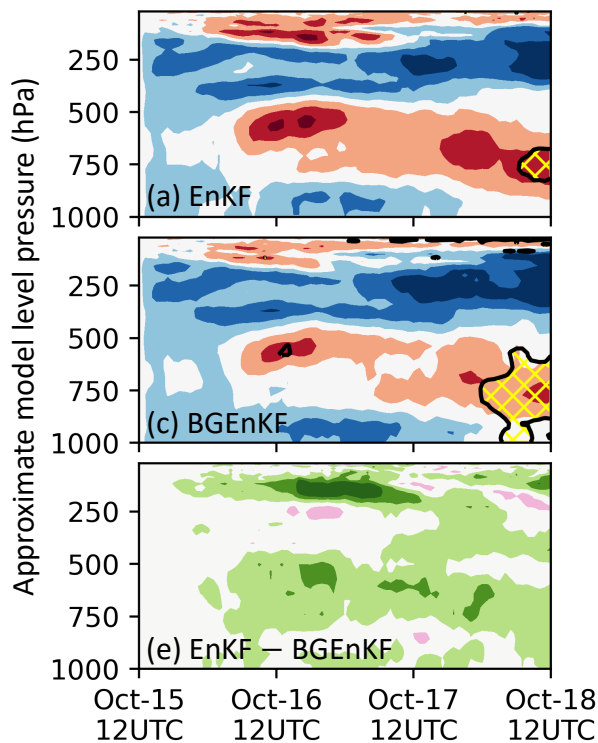 Approximate model level pressure (hPa)
250
500
750
1000
(a) EnKF
250
500
750
1000
(c) BGEnKF
250
500
750
1000
(e) EnKF − BGEnKF
Oct-15
12UTC
Oct-16
12UTC
Oct-17
12UTC
Oct-18
12UTC